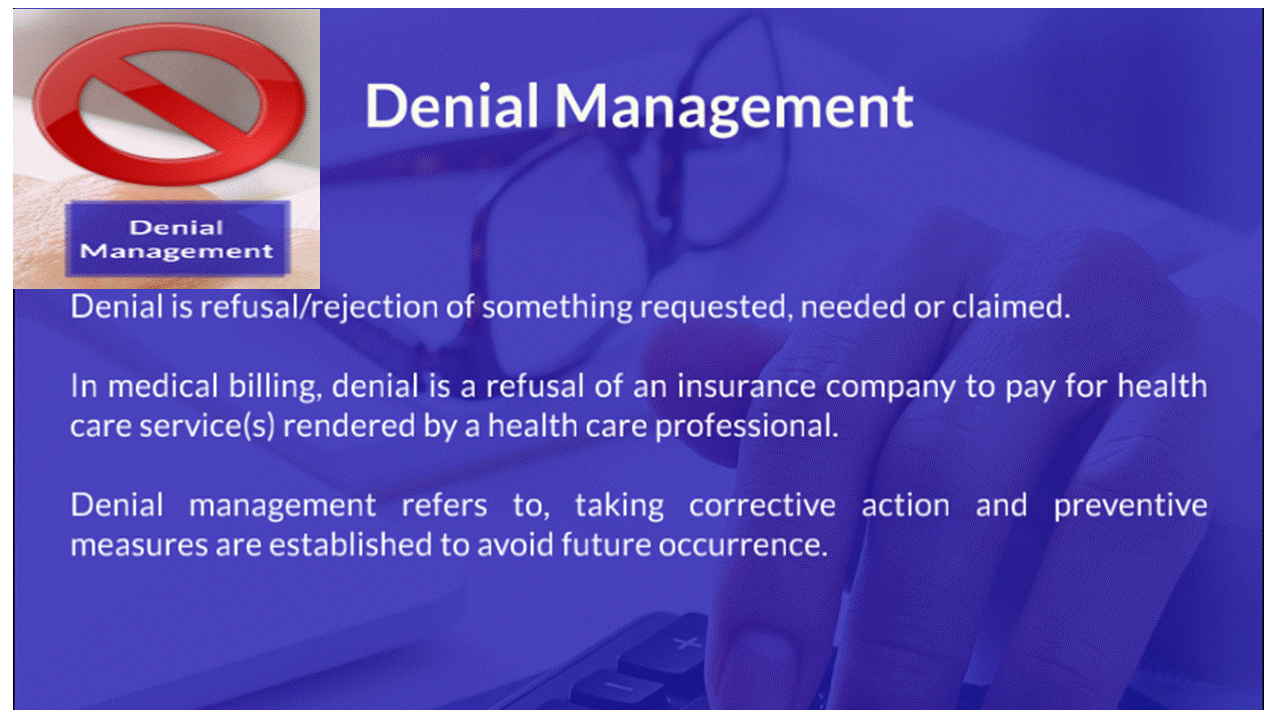 Denial Management
Denial
Management
Denial is refusal/rejection of something requested, needed or claimed.
In medical billing, denial is a refusal of an insurance company to pay for health
care service(s) rendered by a health care professional.
Denial management refers to, taking corrective action and preventive
measures are established to avoid future occurrence.